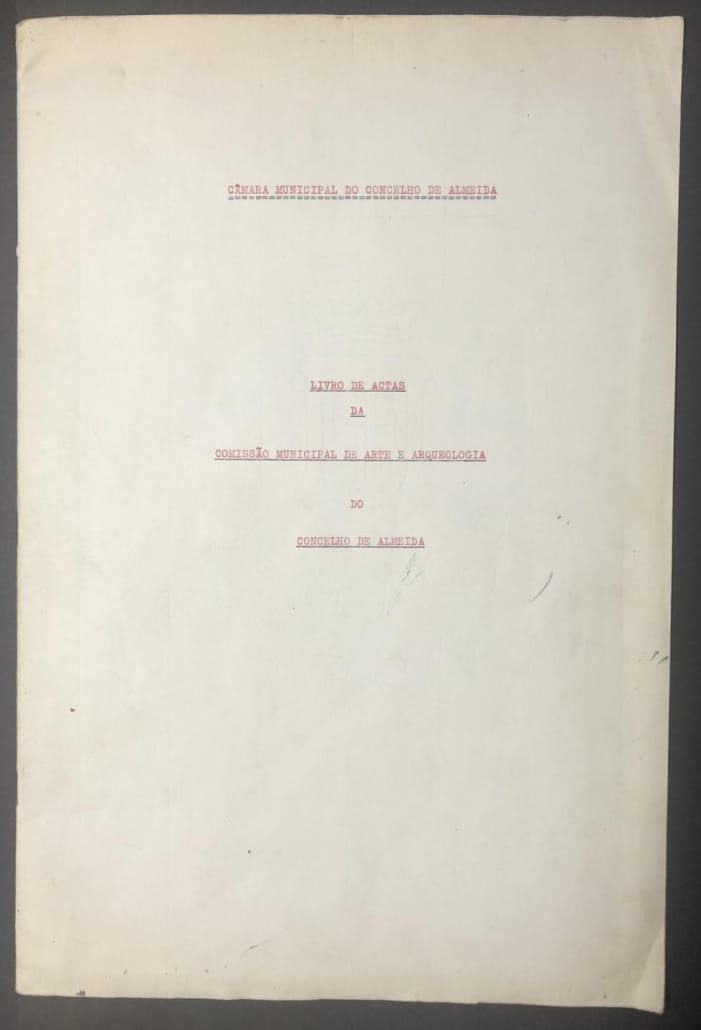 CÂMARA MUNICIPAL DO CONCELHO DE ALMEIDA
LIVRO DE ACTAS
DA
COMISSÃO MUNICIPAL DE ARTE E ARQUEOLOGIA
DO
CONCELHO DE ALMEIDA